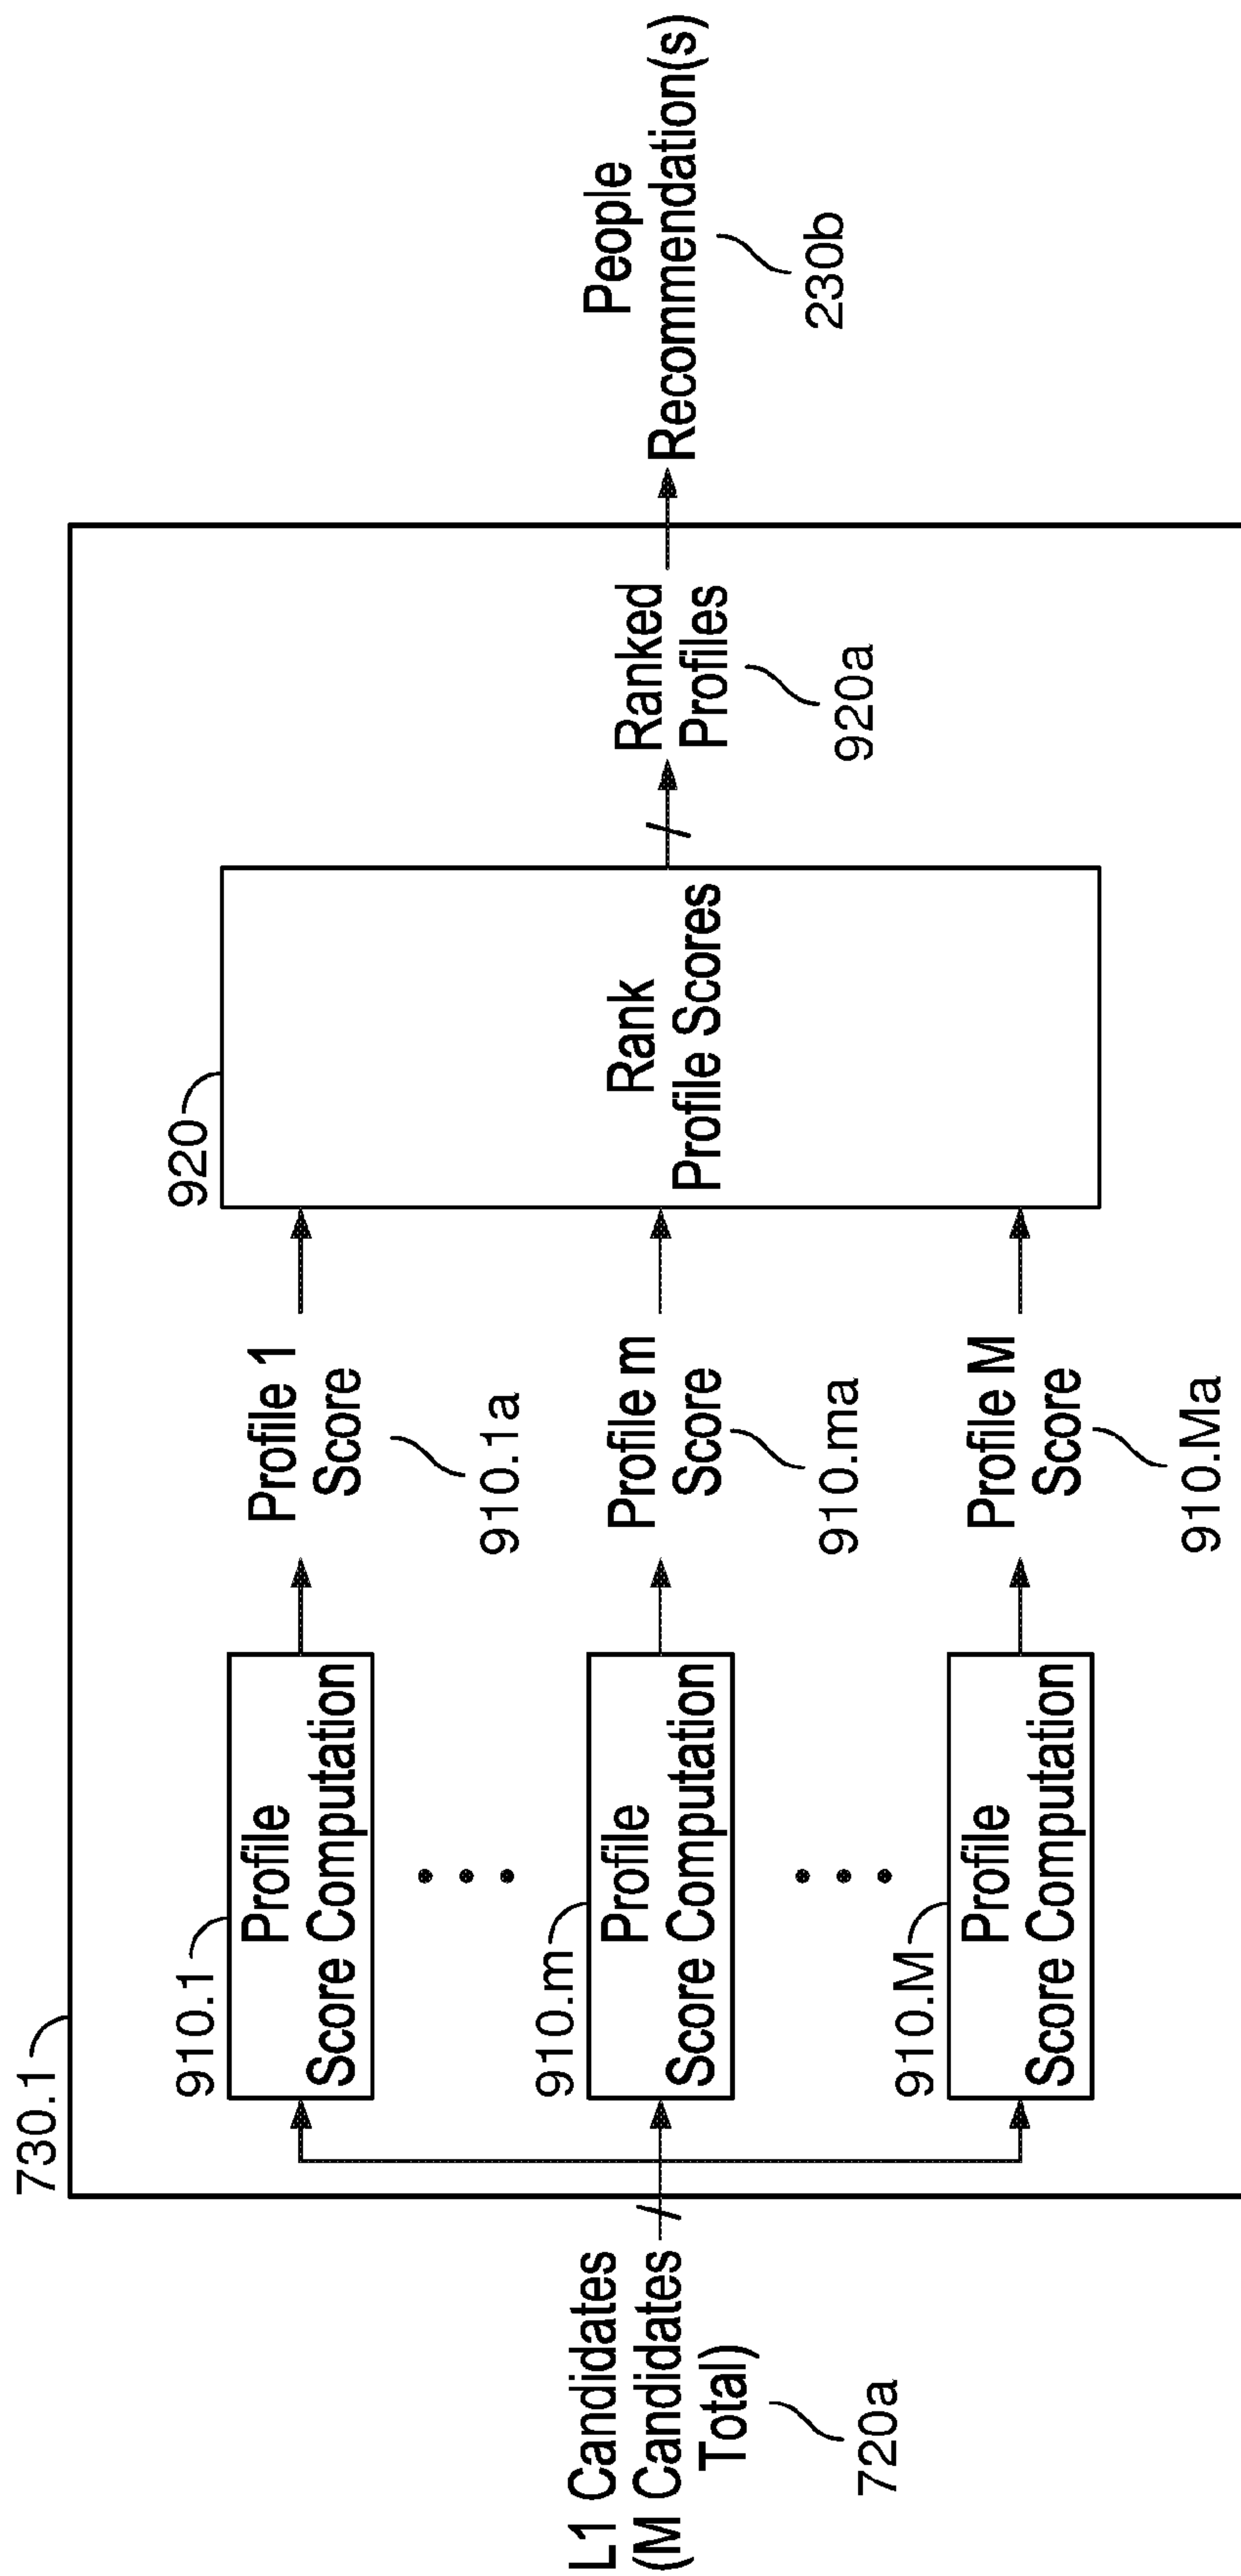 730.1
L1 Candidates
(M Candidates
Total)
720a
910.1
Profile
Score Computation
910.m
Profile
Score Computation
910.M
Profile
Score Computation
Profile 1
Score
910.1a
Profile m
Score
910.ma
Profile M
Score
910.Ma
920
Rank
Profile Scores
Ranked
Profiles
920a
People
Recommendation(s)
230b